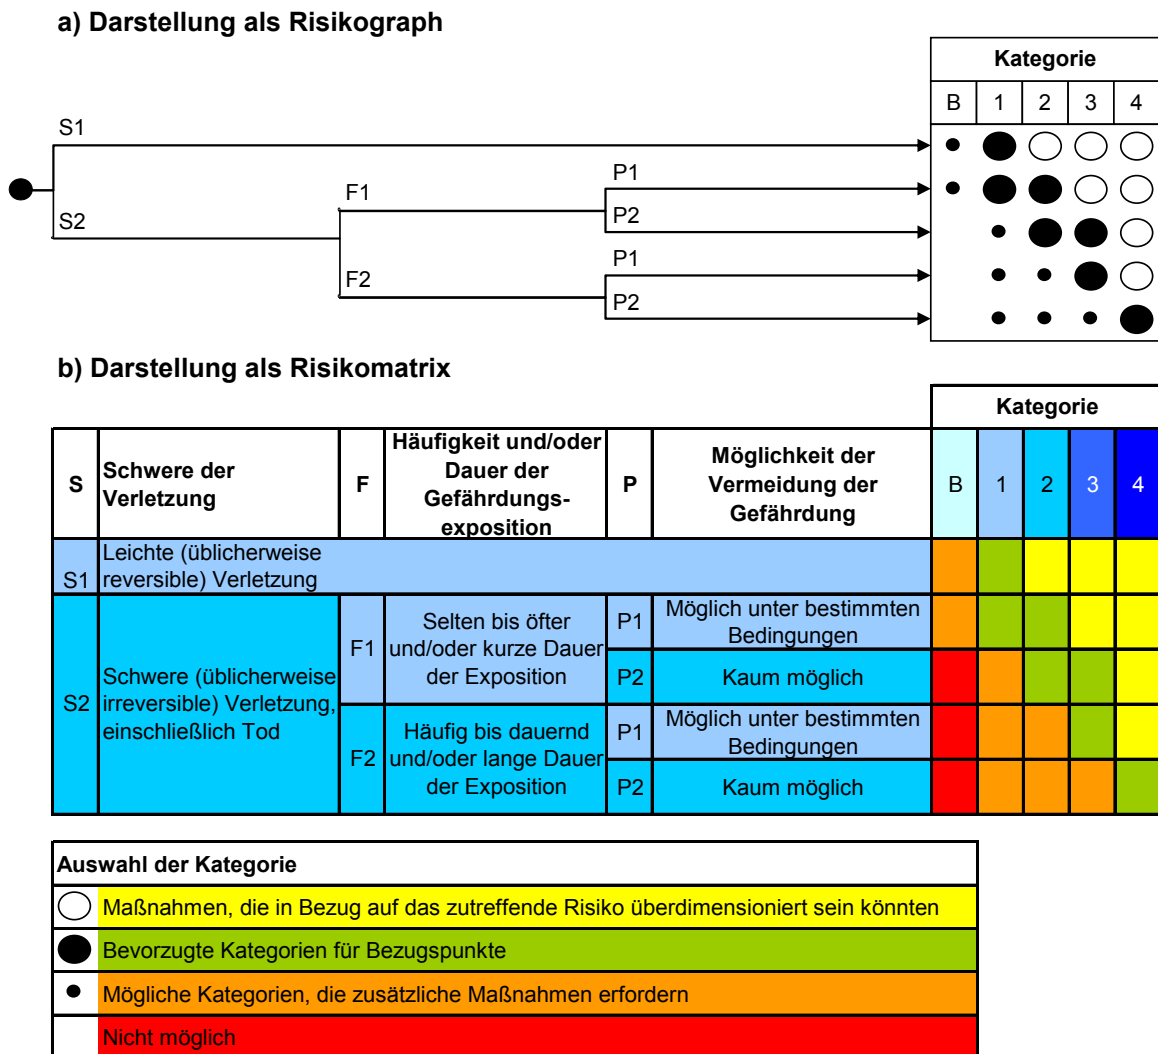 a) Darstellung als Risikograph
Kategorie
B 1 2 3 4
S1
S2
F1
F2
P1
P2
P1
P2
b) Darstellung als Risikomatrix
Kategorie
S
Schwere der
Verletzung
F
Häufigkeit und/oder
Dauer der
Gefährdungs-
exposition
P
Möglichkeit der
Vermeidung der
Gefährdung
B 1 2 3 4
S1
Leichte (üblicherweise
reversible) Verletzung
S2
Schwere (üblicherweise
irreversible) Verletzung,
einschließlich Tod
F1
Selten bis öfter
und/oder kurze Dauer
der Exposition
P1
Möglich unter bestimmten
Bedingungen
P2
Kaum möglich
F2
Häufig bis dauernd
und/oder lange Dauer
der Exposition
P1
Möglich unter bestimmten
Bedingungen
P2
Kaum möglich
Auswahl der Kategorie
Maßnahmen, die in Bezug auf das zutreffende Risiko überdimensioniert sein könnten
Bevorzugte Kategorien für Bezugspunkte
Mögliche Kategorien, die zusätzliche Maßnahmen erfordern
Nicht möglich